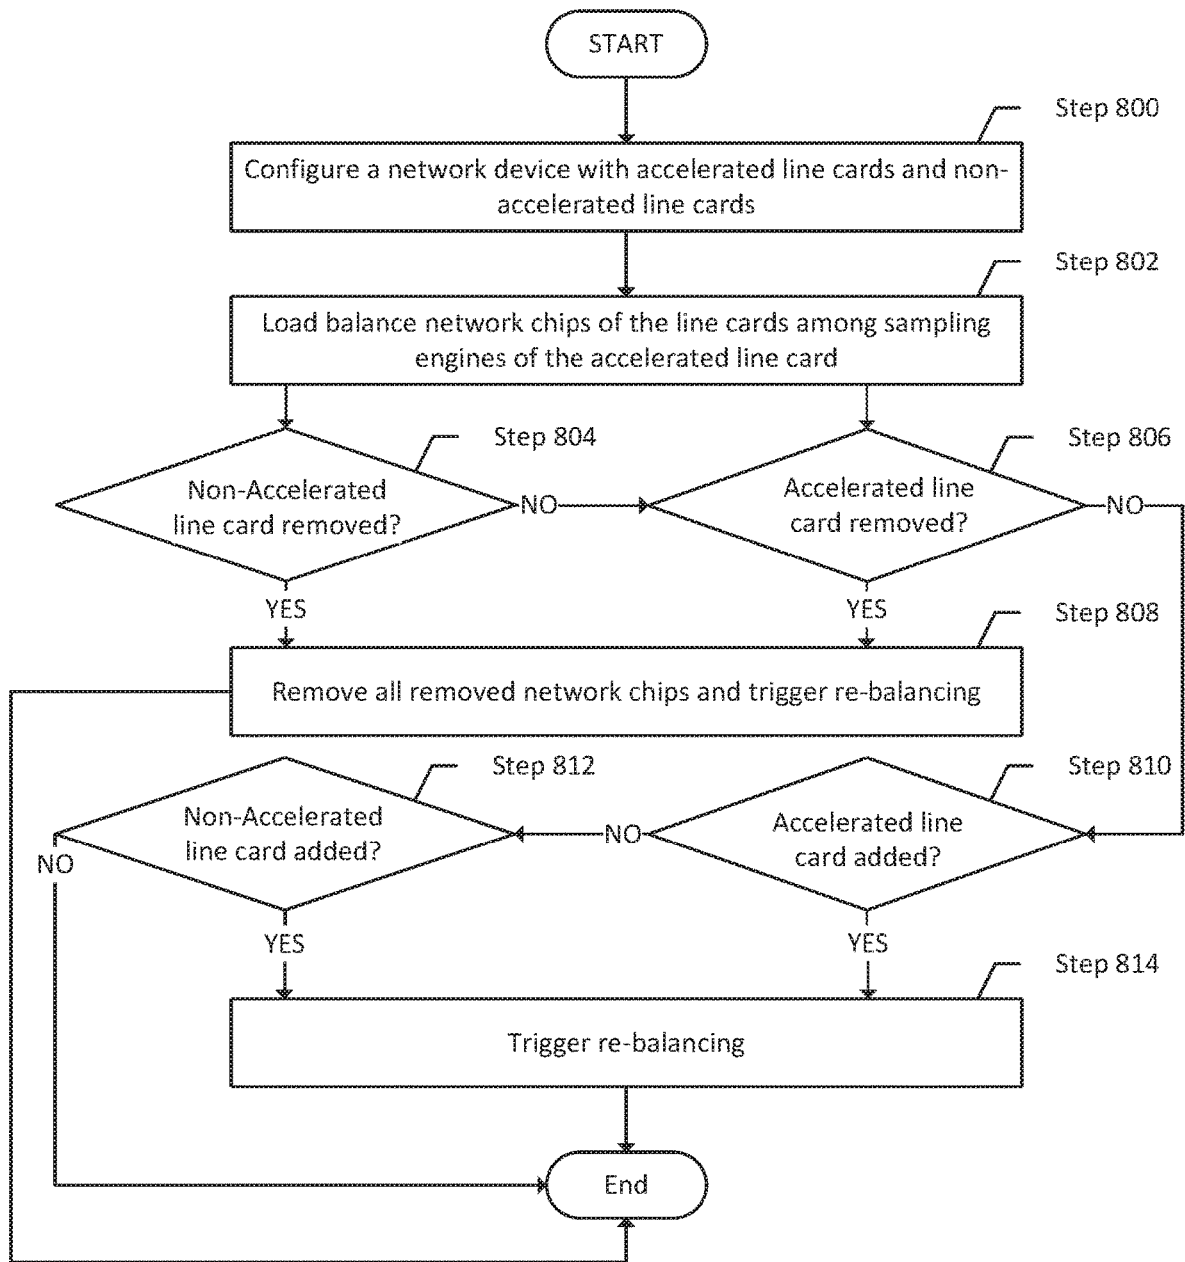 START
Step 800
Configure a network device with accelerated line cards and non-
accelerated line cards
Step 802
Load balance network chips of the line cards among sampling
engines of the accelerated line card
Step 804
Non-Accelerated
line card removed?
NO
YES
Step 806
Accelerated line
card removed?
NO
YES
Step 808
Remove all removed network chips and trigger re-balancing
Step 812
Non-Accelerated
line card added?
NO
YES
Step 810
Accelerated line
card added?
NO
YES
Step 814
Trigger re-balancing
End